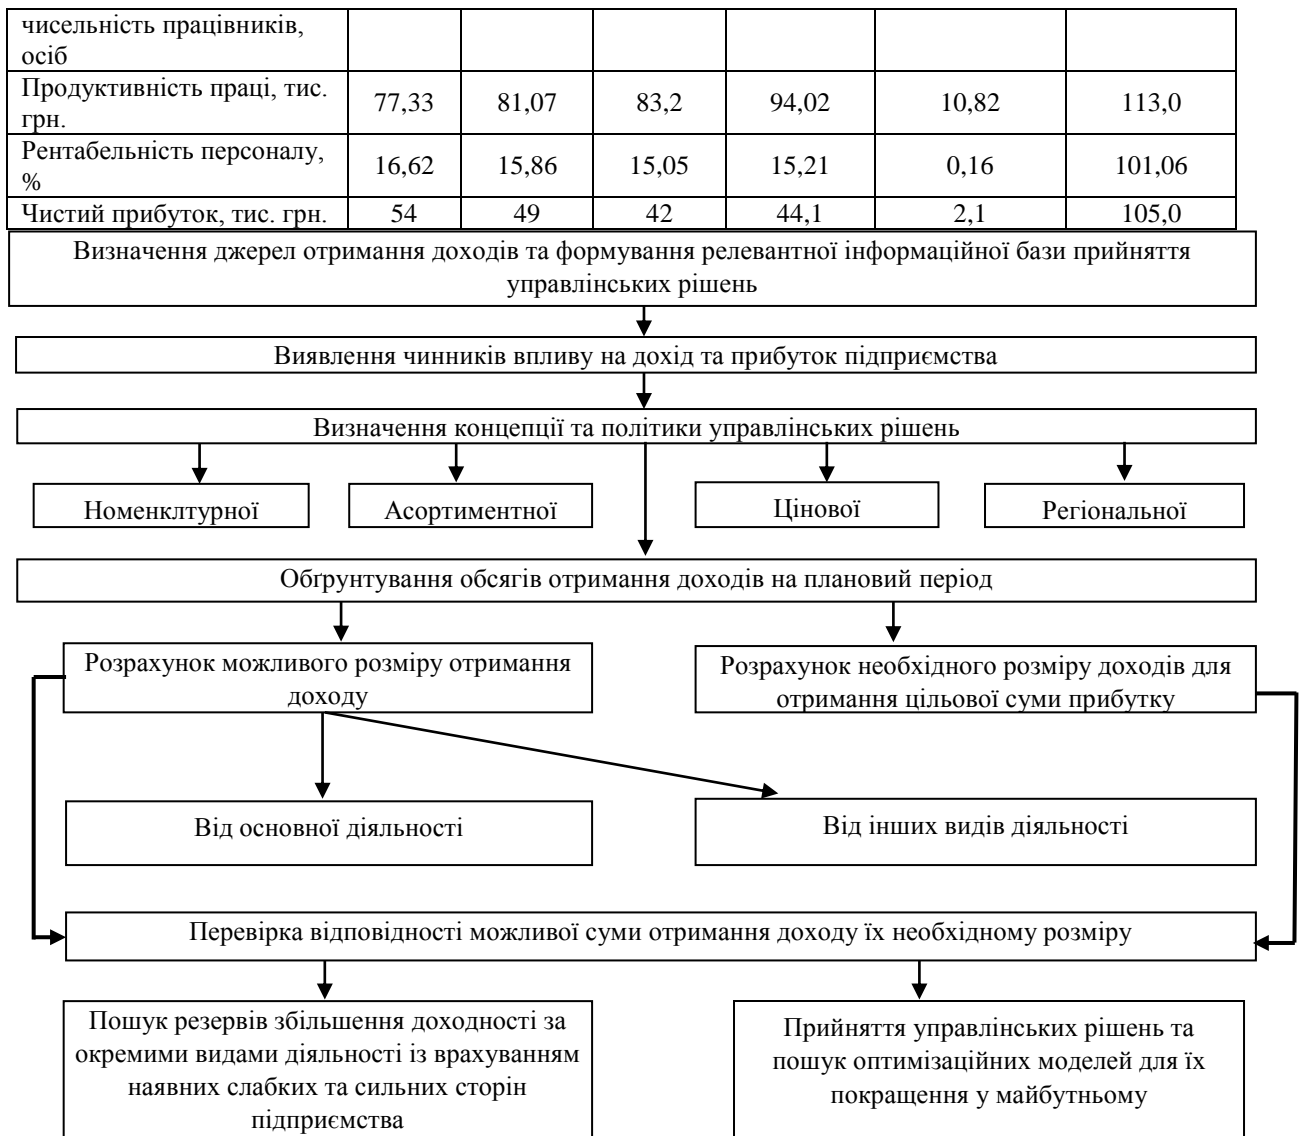 чисельність працівників,
осіб
Продуктивність праці, тис.
грн.
77,33 81,07 83,2 94,02 10,82 113,0
Рентабельність персоналу,
%
16,62 15,86 15,05 15,21 0,16 101,06
Чистий прибуток, тис. грн. 54 49 42 44,1 2,1 105,0
Визначення джерел отримання доходів та формування релевантної інформаційної бази прийняття
управлінських рішень
Виявлення чинників впливу на дохід та прибуток підприємства
Визначення концепції та політики управлінських рішень
Номенклтурної Асортиментної Цінової Регіональної
Обґрунтування обсягів отримання доходів на плановий період
Розрахунок можливого розміру отримання
доходу
Розрахунок необхідного розміру доходів для
отримання цільової суми прибутку
Від основної діяльності
Від інших видів діяльності
Перевірка відповідності можливої суми отримання доходу їх необхідному розміру
Пошук резервів збільшення доходності за
окремими видами діяльності із врахуванням
наявних слабких та сильних сторін
підприємства
Прийняття управлінських рішень та
пошук оптимізаційних моделей для їх
покращення у майбутньому